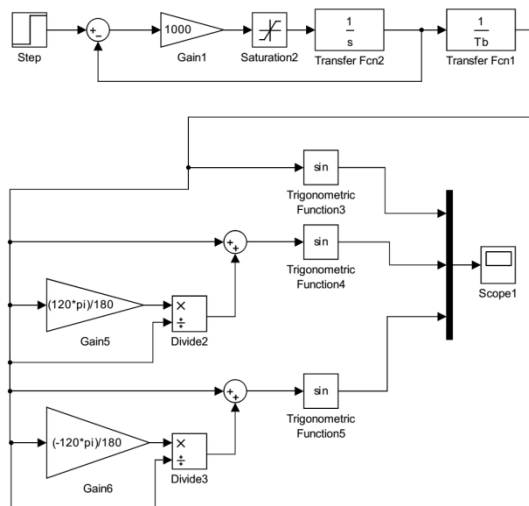 Step
+
−
1000
Gain1
Saturation2
1
s
Transfer Fcn2
1
Tb
Transfer Fcn1
sin
Trigonometric
Function3
+
+
sin
Trigonometric
Function4
Scope1
(120*pi)/180
Gain5
×
÷
Divide2
+
+
sin
Trigonometric
Function5
(-120*pi)/180
Gain6
×
÷
Divide3